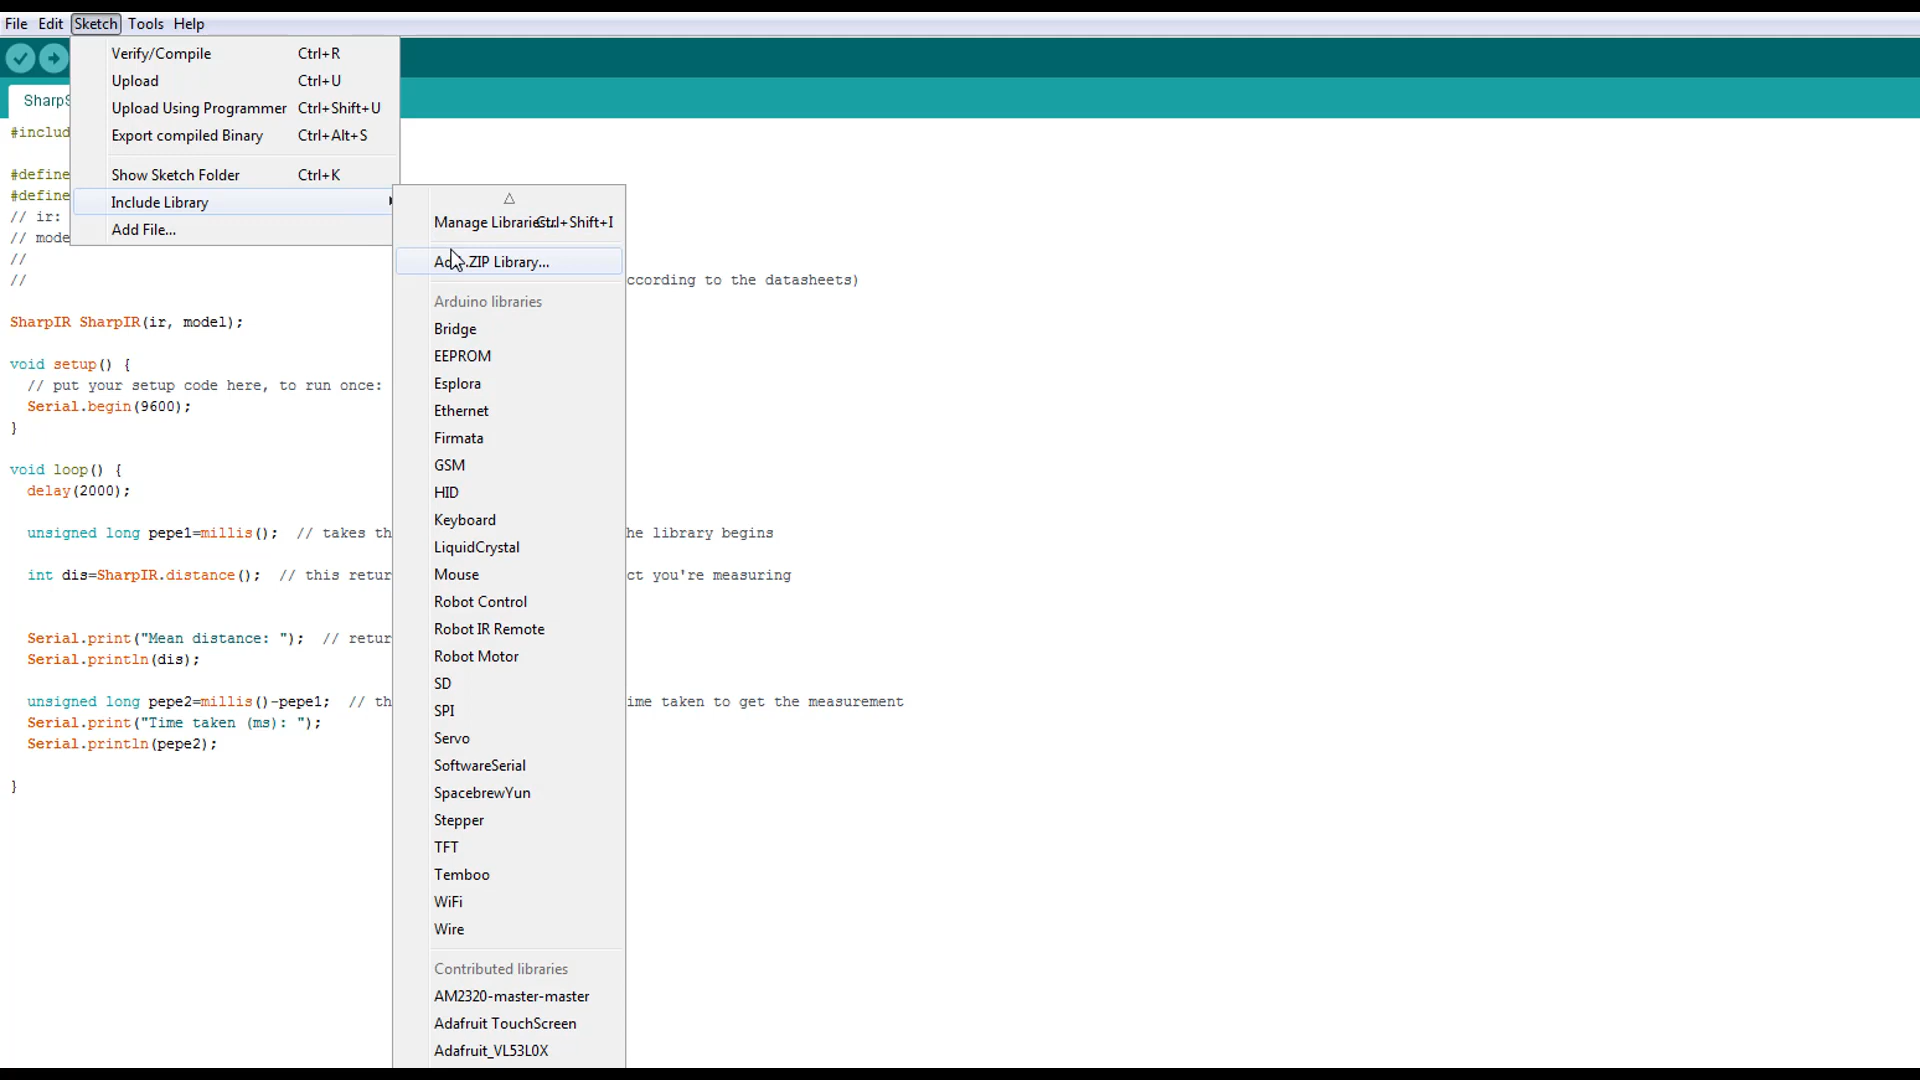 File Edit Sketch Tools Help
Verify/Compile Ctrl+R
Upload Ctrl+U
Upload Using Programmer Ctrl+Shift+U
Export compiled Binary Ctrl+Alt+S
Show Sketch Folder Ctrl+K
Include Library
Add File...
Manage Libraries... Ctrl+Shift+I
.ZIP Library...
Arduino libraries
Bridge
EEPROM
Esplora
Ethernet
Firmata
GSM
HID
Keyboard
LiquidCrystal
Mouse
Robot Control
Robot IR Remote
Robot Motor
SD
SPI
Servo
SoftwareSerial
SpacebrewYun
Stepper
TFT
Temboo
WiFi
Wire
Contributed libraries
AM2320-master-master
Adafruit TouchScreen
Adafruit_VL53L0X
SharpS
#includ
#define
#define
// ir:
// mode
//
// ccording to the datasheets)
SharpIR SharpIR(ir, model);
void setup() {
// put your setup code here, to run once:
Serial.begin(9600);
}
void loop() {
delay(2000);
unsigned long pepe1=millis(); // takes th he library begins
int dis=SharpIR.distance(); // this retur ct you're measuring
Serial.print("Mean distance: "); // retur
Serial.println(dis);
unsigned long pepe2=millis()-pepe1; // th ime taken to get the measurement
Serial.print("Time taken (ms): ");
Serial.println(pepe2);
}